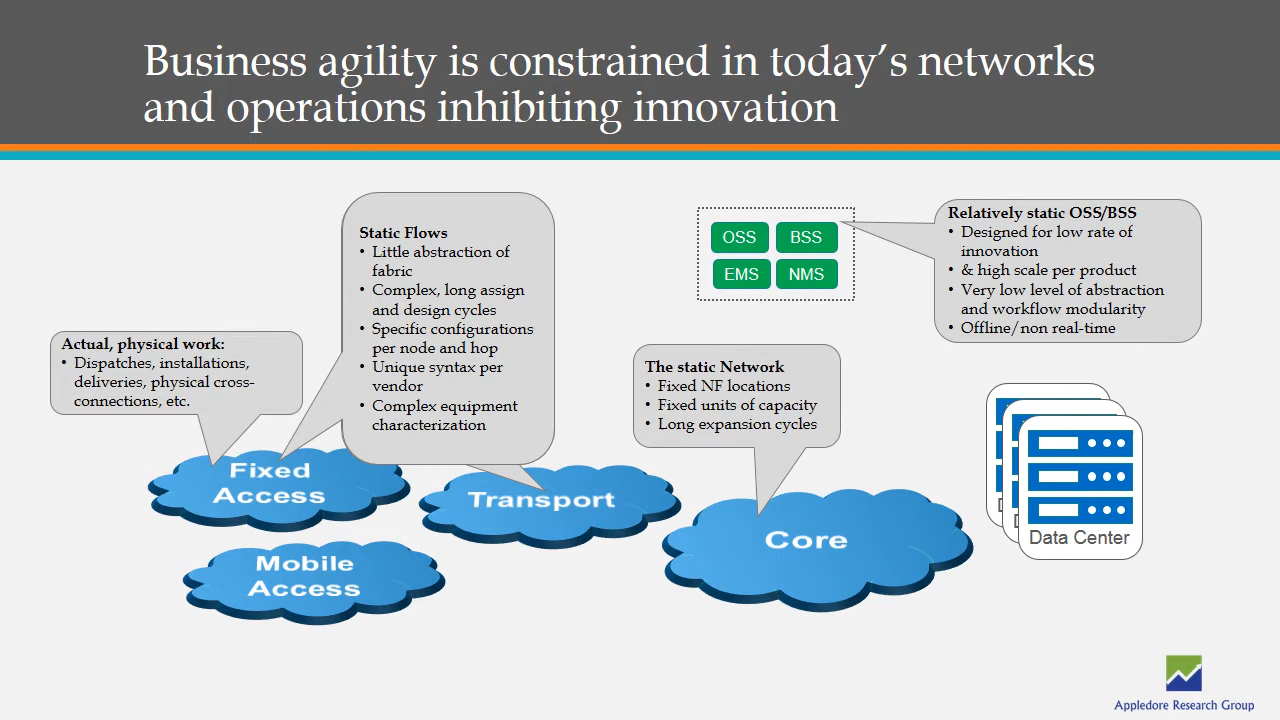 Business agility is constrained in today’s networks
and operations inhibiting innovation
Static Flows
• Little abstraction of
fabric
• Complex, long assign
and design cycles
• Specific configurations
per node and hop
• Unique syntax per
vendor
• Complex equipment
characterization
OSS BSS
EMS NMS
Relatively static OSS/BSS
• Designed for low rate of
innovation
• & high scale per product
• Very low level of abstraction
and workflow modularity
• Offline/non real-time
Actual, physical work:
• Dispatches, installations,
deliveries, physical cross-
connections, etc.
The static Network
• Fixed NF locations
• Fixed units of capacity
• Long expansion cycles
Fixed
Access
Transport
Core
Mobile
Access
Data Center
Appledore Research Group